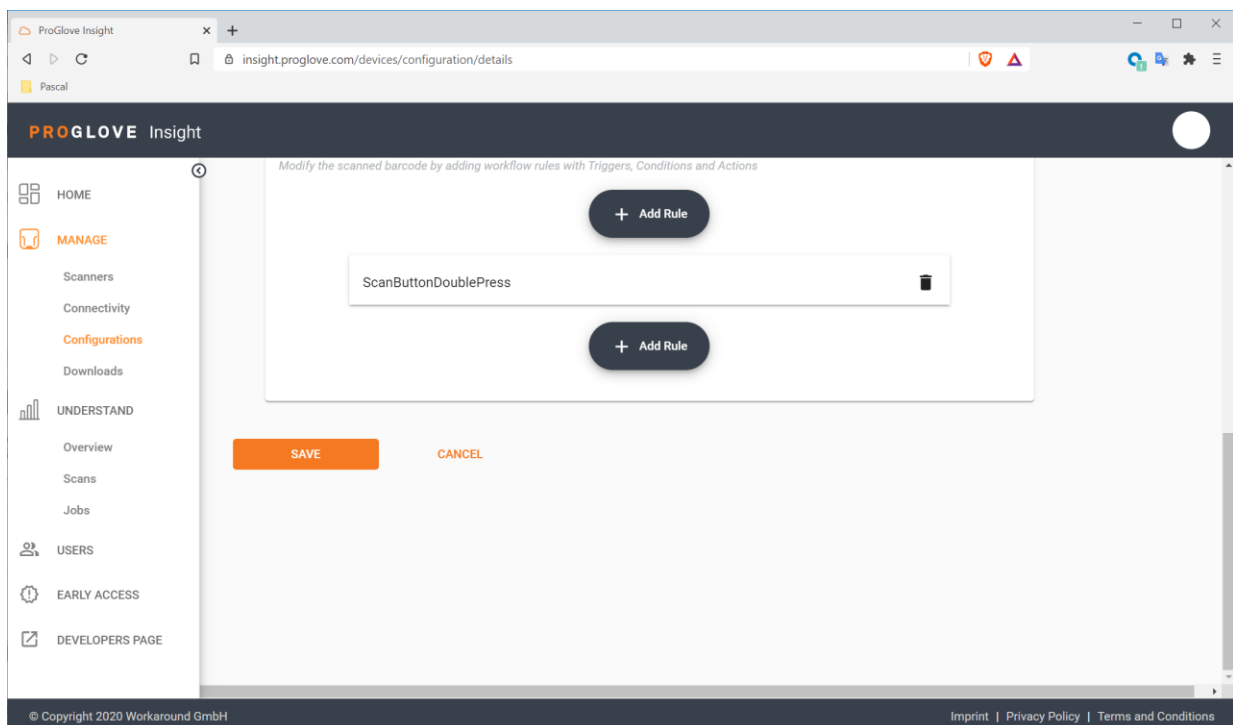 ProGlove Insight
insight.proglove.com/devices/configuration/details
Pascal
PROGLOVE Insight
Modify the scanned barcode by adding workflow rules with Triggers, Conditions and Actions
HOME
+ Add Rule
MANAGE
Scanners
ScanButtonDoublePress
Connectivity
Configurations
+ Add Rule
Downloads
UNDERSTAND
Overview
SAVE CANCEL
Scans
Jobs
USERS
EARLY ACCESS
DEVELOPERS PAGE
© Copyright 2020 Workaround GmbH
Imprint | Privacy Policy | Terms and Conditions